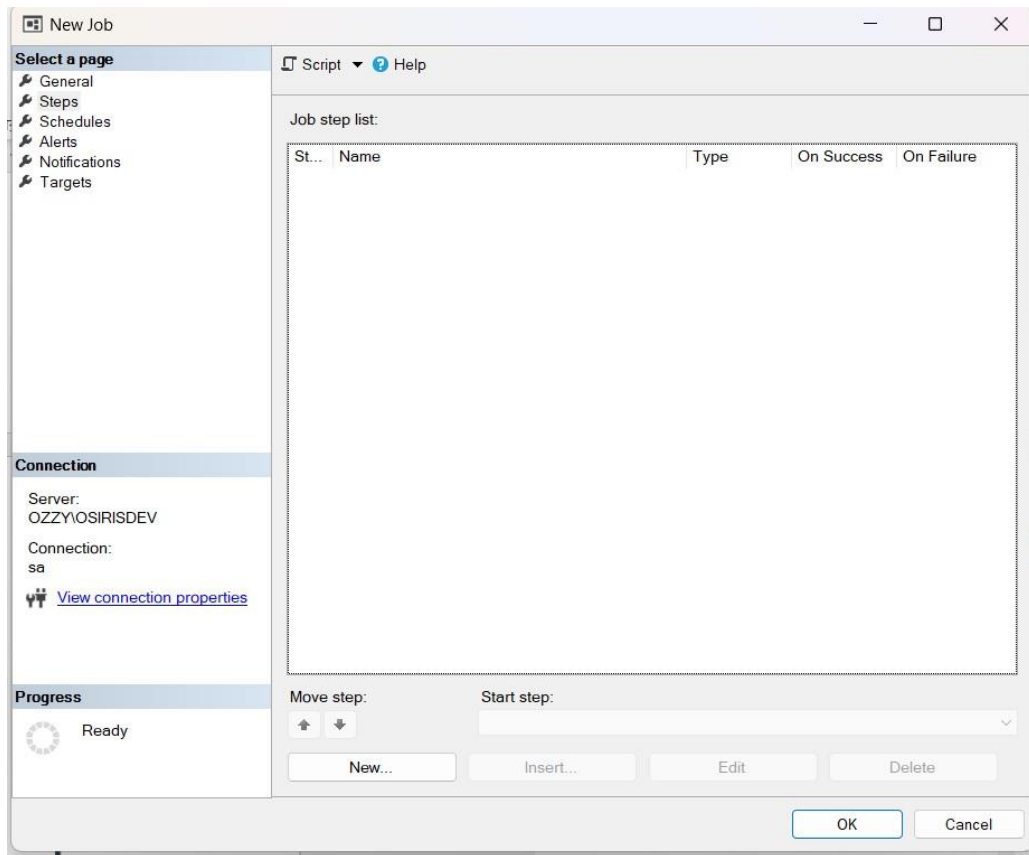 New Job
Select a page
General
Steps
Schedules
Alerts
Notifications
Targets
Script
Help
Job step list:
St... Name Type On Success On Failure
Connection
Server:
OZZY\OSIRISDEV
Connection:
sa
View connection properties
Progress
Ready
Move step: Start step:
New... Insert... Edit Delete
OK Cancel